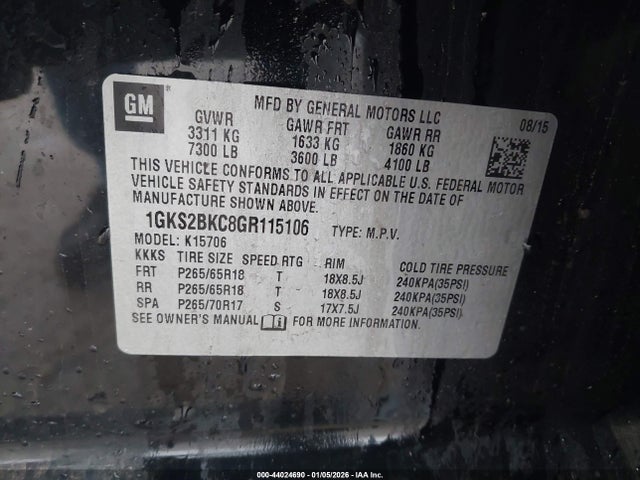 GM
MFD BY GENERAL MOTORS LLC
08/15
GVWR GAWR FRT GAWR RR
3311 KG 1633 KG 1860 KG
7300 LB 3600 LB 4100 LB
THIS VEHICLE CONFORMS TO ALL APPLICABLE U.S. FEDERAL MOTOR
VEHICLE SAFETY STANDARDS IN EFFECT ON THE DATE OF
MANUFACTURE SHOWN ABOVE.
1GKS2BKC8GR115106 TYPE: M.P.V.
MODEL: K15706
KKKS TIRE SIZE SPEED RTG RIM COLD TIRE PRESSURE
FRT P265/65R18 T 18X8.5J 240KPA(35PSI)
RR P265/65R18 T 18X8.5J 240KPA(35PSI)
SPA P265/70R17 S 17X7.5J 240KPA(35PSI)
SEE OWNER'S MANUAL FOR MORE INFORMATION.
000-44024690 - 01/05/2026 - IAA Inc.